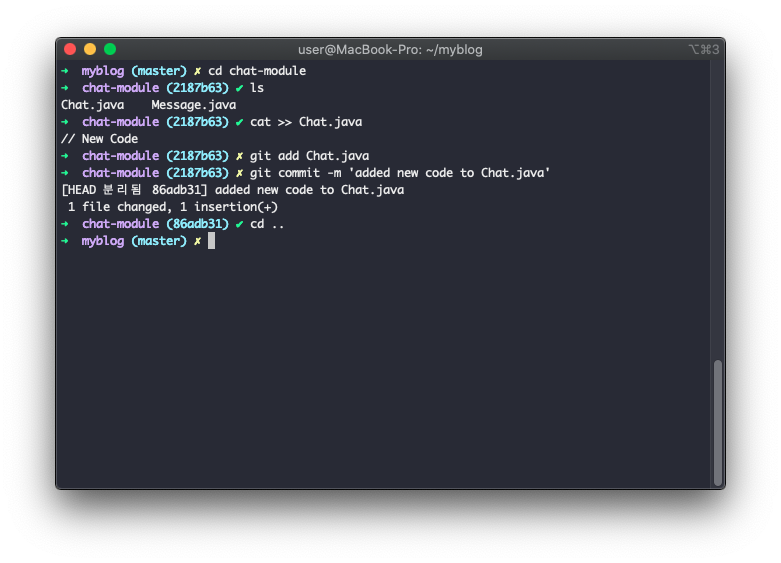 user@MacBook-Pro: ~/myblog ⌥⌘3
➜ myblog (master) ✗ cd chat-module
➜ chat-module (2187b63) ✔ ls
Chat.java Message.java
➜ chat-module (2187b63) ✔ cat >> Chat.java
// New Code
➜ chat-module (2187b63) ✗ git add Chat.java
➜ chat-module (2187b63) ✗ git commit -m 'added new code to Chat.java'
[HEAD 분리됨 86adb31] added new code to Chat.java
1 file changed, 1 insertion(+)
➜ chat-module (86adb31) ✔ cd ..
➜ myblog (master) ✗